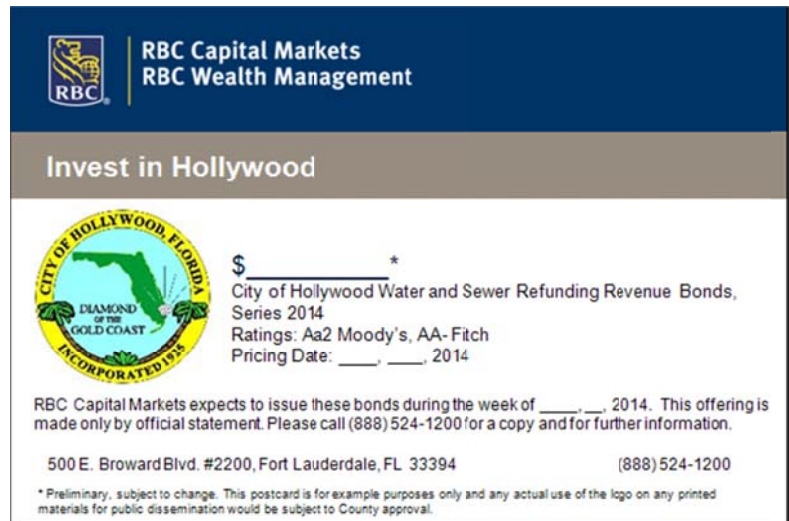 RBC
RBC Capital Markets
RBC Wealth Management
Invest in Hollywood
CITY OF HOLLYWOOD, FLORIDA
DIAMOND
OF THE
GOLD COAST
INCORPORATED 1925
$____________*
City of Hollywood Water and Sewer Refunding Revenue Bonds,
Series 2014
Ratings: Aa2 Moody's, AA- Fitch
Pricing Date: ____, ____, 2014
RBC Capital Markets expects to issue these bonds during the week of ____,__, 2014. This offering is
made only by official statement. Please call (888) 524-1200 for a copy and for further information.
500 E. Broward Blvd. #2200, Fort Lauderdale, FL 33394 (888) 524-1200
* Preliminary, subject to change. This postcard is for example purposes only and any actual use of the logo on any printed
materials for public dissemination would be subject to County approval.